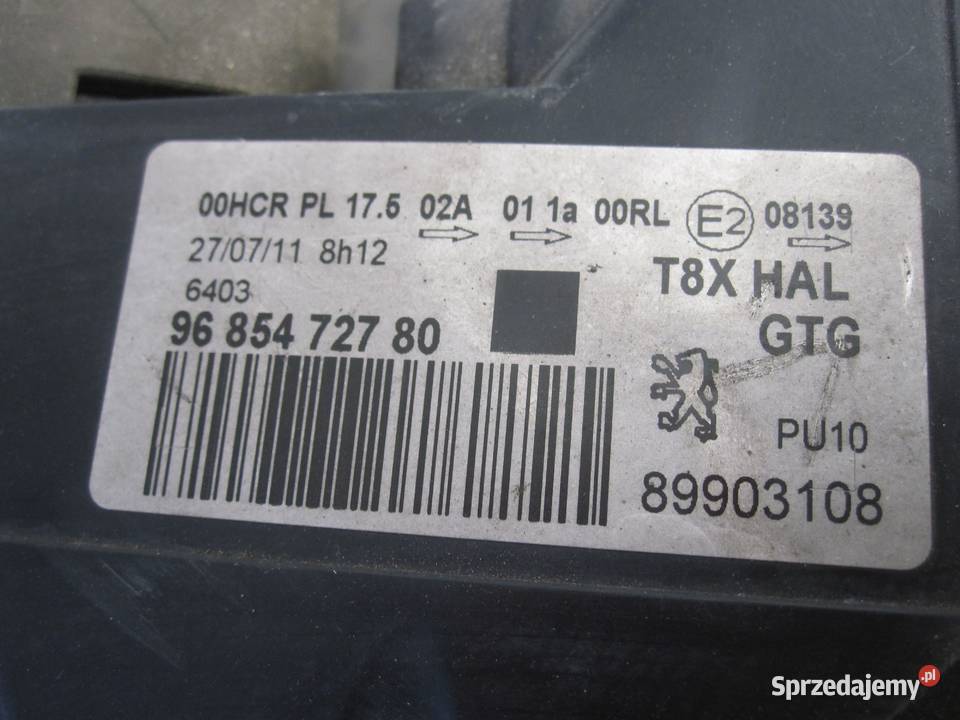 00HCR PL 17.5 02A 01 1a 00RL E2 08139
27/07/11 8h12
T8X HAL
6403
96 854 727 80
GTG
PU10
89903108
Sprzedajemy.pl